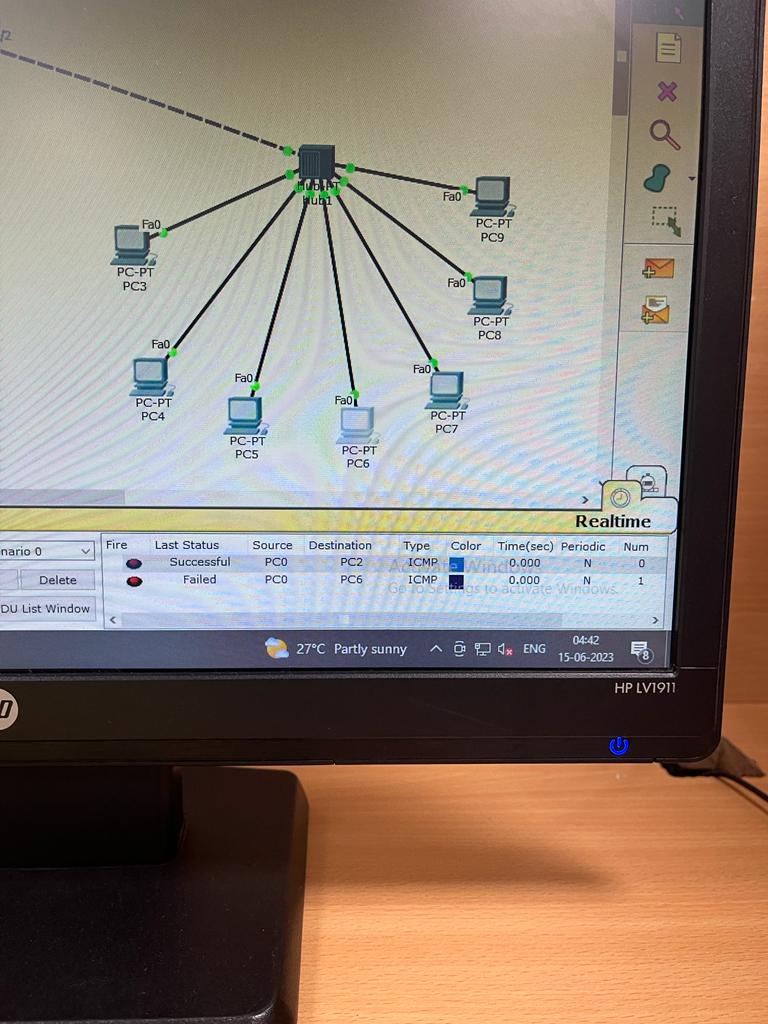 Hub-PT
Hub1
Fa0
PC-PT
PC9
Fa0
PC-PT
PC3
Fa0
PC-PT
PC8
Fa0
PC-PT
PC4
Fa0
PC-PT
PC5
Fa0
PC-PT
PC6
Fa0
PC-PT
PC7
Realtime
nario 0
Delete
DU List Window
Fire Last Status Source Destination Type Color Time(sec) Periodic Num
Successful PC0 PC2 ICMP 0.000 N 0
Failed PC0 PC6 ICMP 0.000 N 1
Activate Windows
Go to Settings to activate Windows.
27°C Partly sunny ENG 04:42
15-06-2023
8
HP LV1911